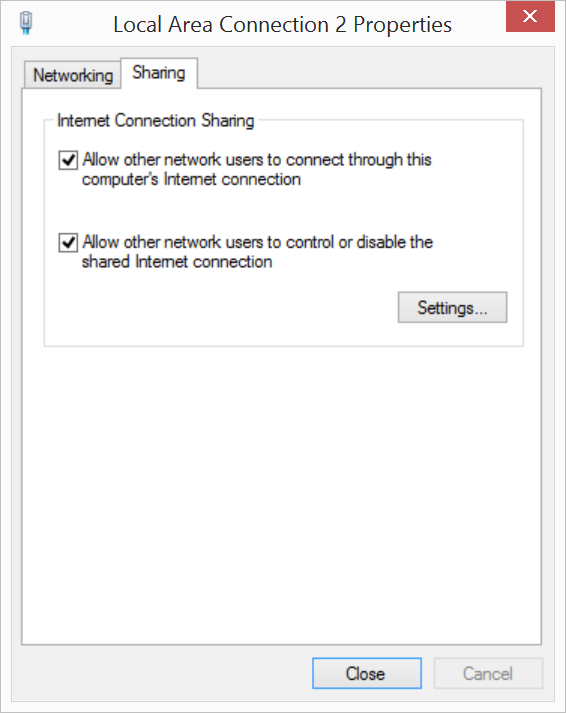 Local Area Connection 2 Properties
Networking
Sharing
Internet Connection Sharing
Allow other network users to connect through this
computer's Internet connection
Allow other network users to control or disable the
shared Internet connection
Settings...
Close
Cancel